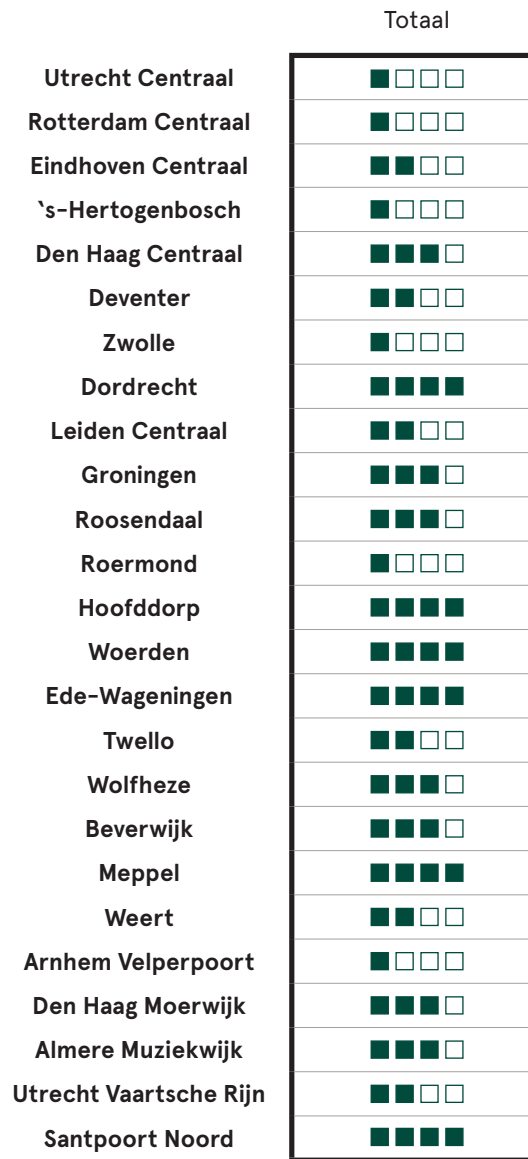 Totaal
Utrecht Centraal
Rotterdam Centraal
Eindhoven Centraal
‘s-Hertogenbosch
Den Haag Centraal
Deventer
Zwolle
Dordrecht
Leiden Centraal
Groningen
Roosendaal
Roermond
Hoofddorp
Woerden
Ede-Wageningen
Twello
Wolfheze
Beverwijk
Meppel
Weert
Arnhem Velperpoort
Den Haag Moerwijk
Almere Muziekwijk
Utrecht Vaartsche Rijn
Santpoort Noord